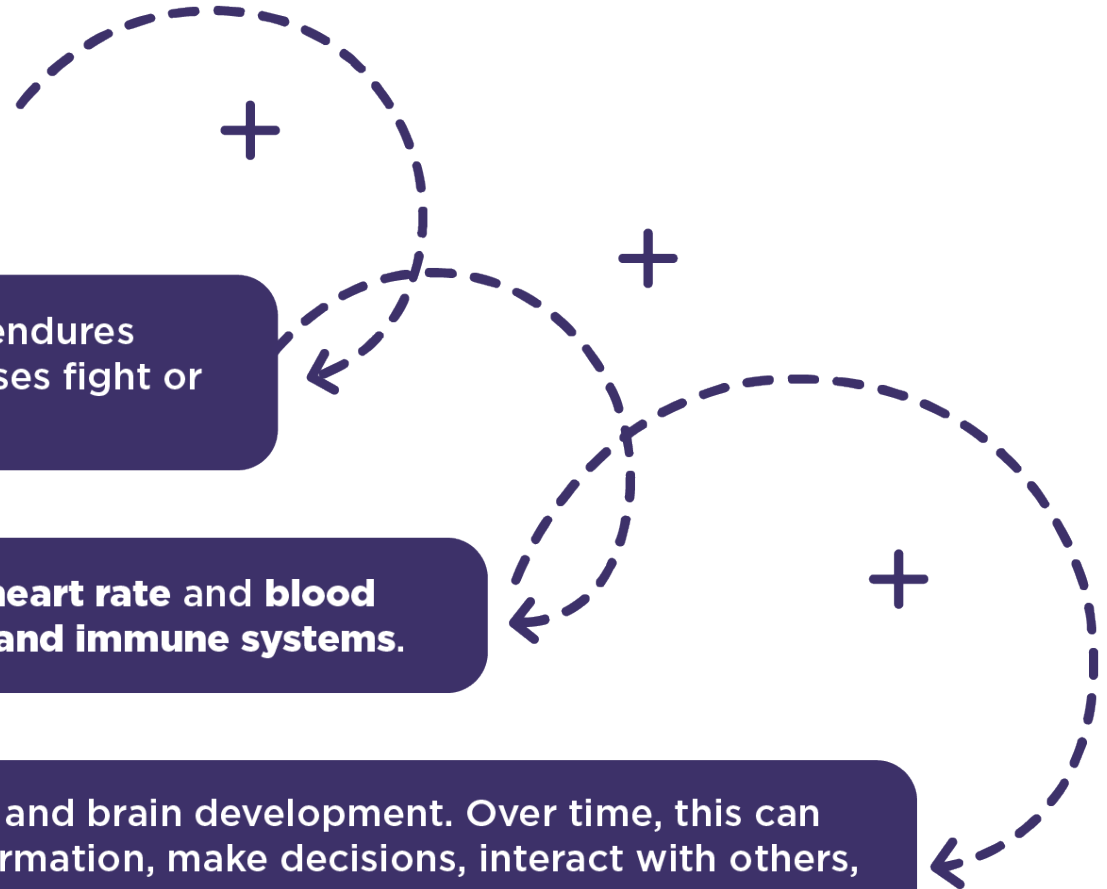 endures
ses fight or
heart rate and blood
and immune systems.
and brain development. Over time, this can
rmation, make decisions, interact with others,